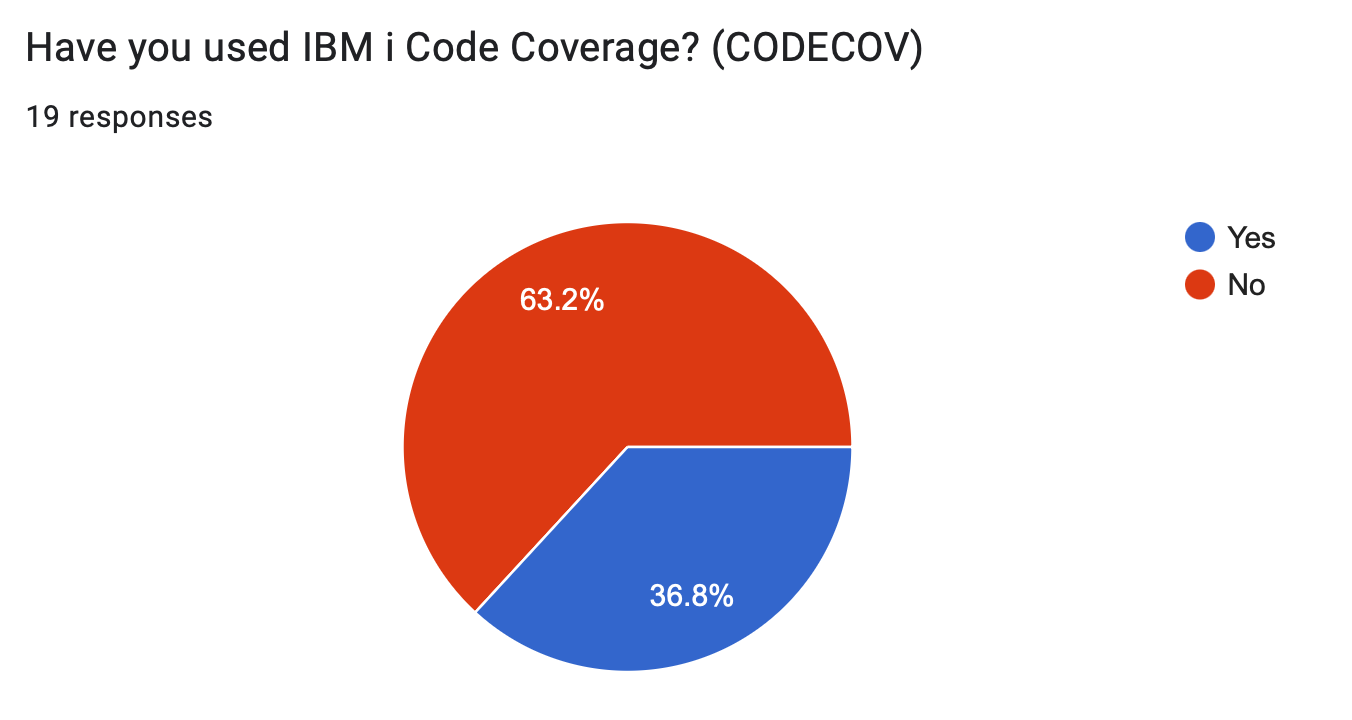 Have you used IBM i Code Coverage? (CODECOV)
19 responses
Yes
No
63.2%
36.8%